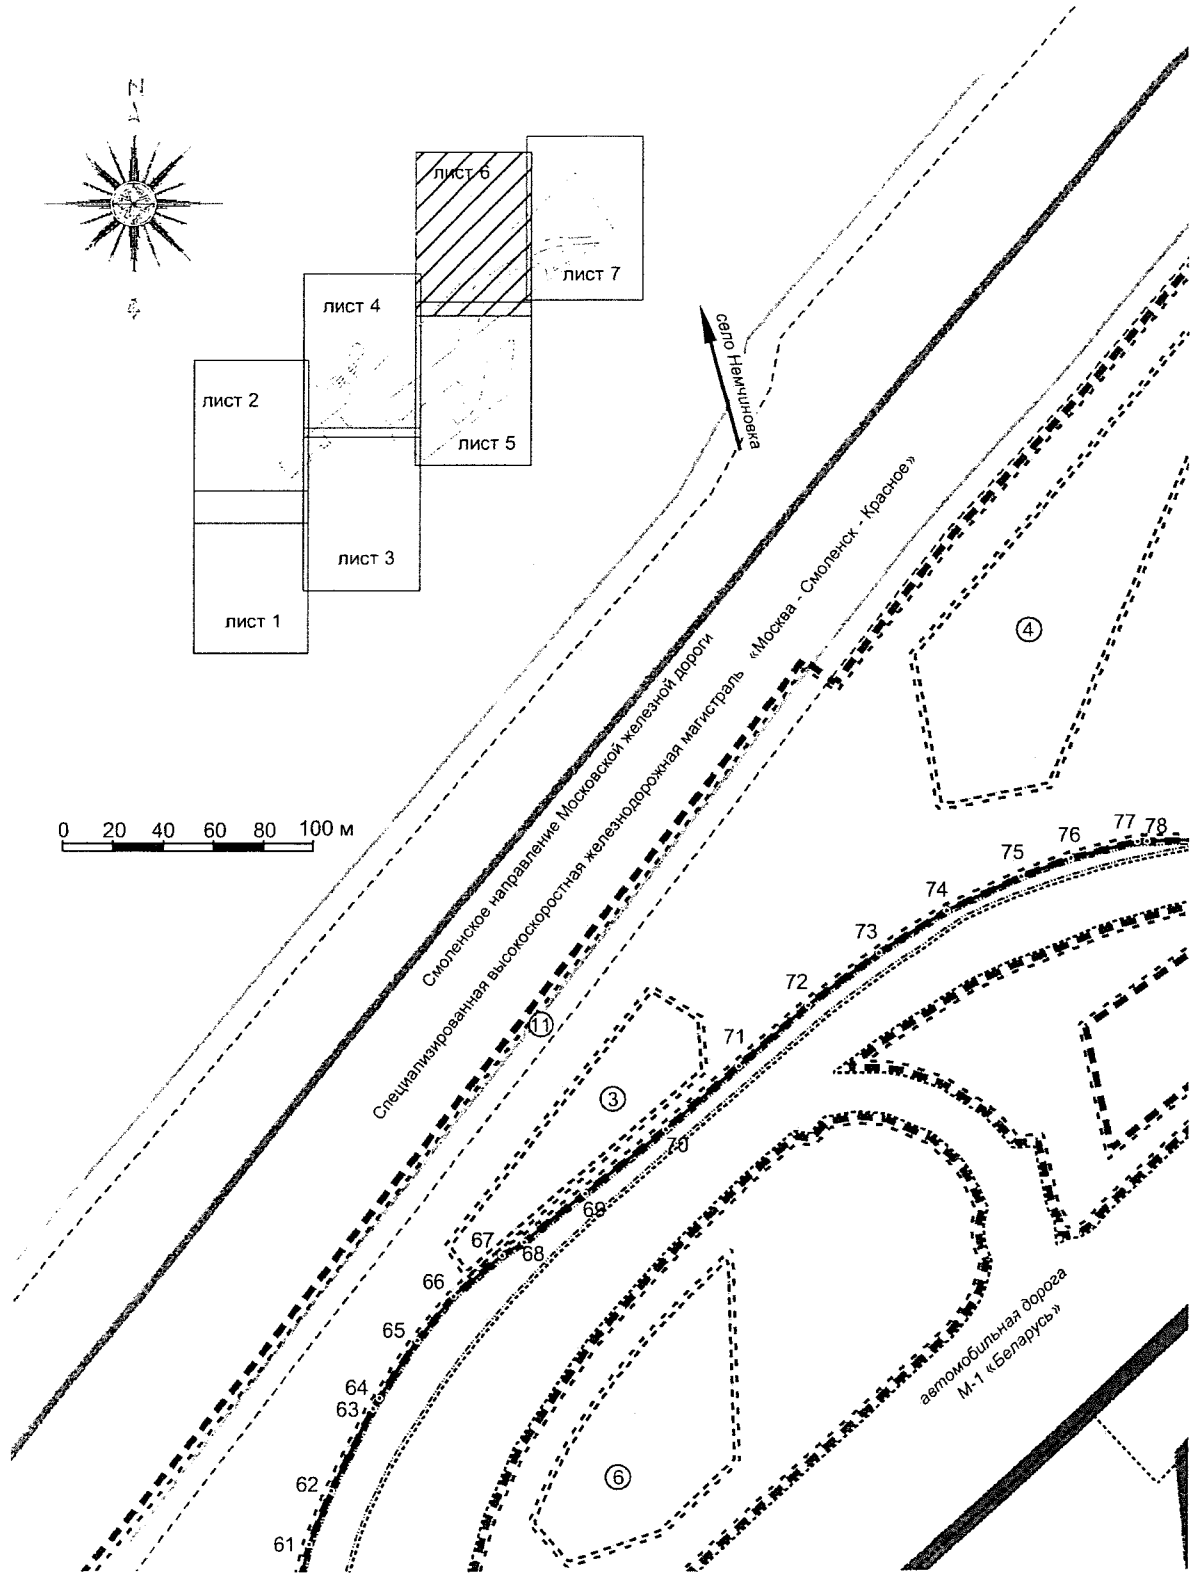 лист 6
лист 7
лист 4
лист 2
лист 5
лист 3
лист 1
село Немчиновка
«Москва - Смоленск - Красное»
Смоленское направление Московской железной дороги
Специализированная высокоскоростная железнодорожная магистраль
0 20 40 60 80 100 м
4
78
77
76
75
74
73
72
71
11
3
70
69
68
67
66
65
64
63
62
61
6
автомобильная дорога
М-1 «Беларусь»